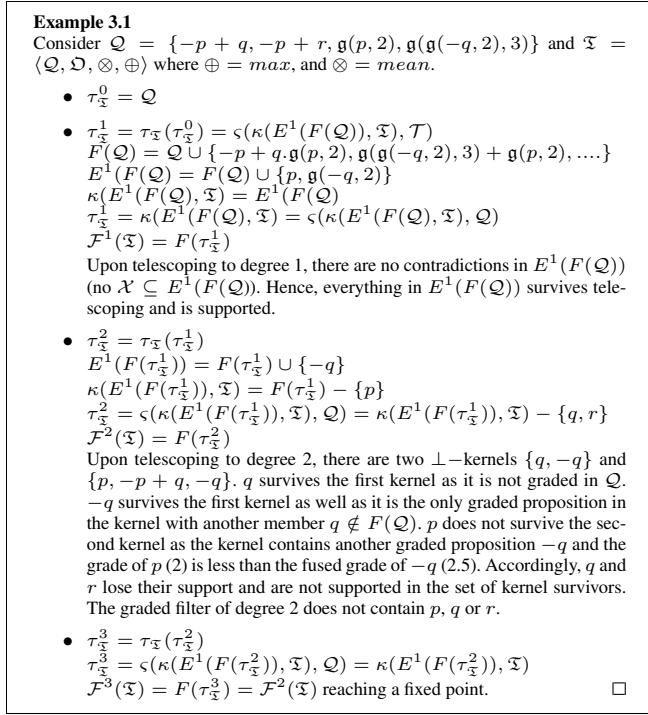 Example 3.1
Consider 𝒬 = {−p + q, −p + r, 𝔤(p, 2), 𝔤(𝔤(−q, 2), 3)} and 𝔗 =
⟨𝒬, 𝔒, ⊗, ⊕⟩ where ⊕ = max, and ⊗ = mean.
• τ⁰_𝔗 = 𝒬
• τ¹_𝔗 = τ_𝔗(τ⁰_𝔗) = ς(κ(E¹(F(𝒬)), 𝔗), 𝒯)
F(𝒬) = 𝒬 ∪ {−p + q.𝔤(p, 2), 𝔤(𝔤(−q, 2), 3) + 𝔤(p, 2), ....}
E¹(F(𝒬) = F(𝒬) ∪ {p, 𝔤(−q, 2)}
κ(E¹(F(𝒬), 𝔗) = E¹(F(𝒬)
τ¹_𝔗 = κ(E¹(F(𝒬), 𝔗) = ς(κ(E¹(F(𝒬), 𝔗), 𝒬)
ℱ¹(𝔗) = F(τ¹_𝔗)
Upon telescoping to degree 1, there are no contradictions in E¹(F(𝒬))
(no 𝒳 ⊆ E¹(F(𝒬)). Hence, everything in E¹(F(𝒬)) survives tele-
scoping and is supported.
• τ²_𝔗 = τ_𝔗(τ¹_𝔗)
E¹(F(τ¹_𝔗)) = F(τ¹_𝔗) ∪ {−q}
κ(E¹(F(τ¹_𝔗)), 𝔗) = F(τ¹_𝔗) − {p}
τ²_𝔗 = ς(κ(E¹(F(τ¹_𝔗)), 𝔗), 𝒬) = κ(E¹(F(τ¹_𝔗)), 𝔗) − {q, r}
ℱ²(𝔗) = F(τ²_𝔗)
Upon telescoping to degree 2, there are two ⊥−kernels {q, −q} and
{p, −p + q, −q}. q survives the first kernel as it is not graded in 𝒬.
−q survives the first kernel as well as it is the only graded proposition
in the kernel with another member q ∉ F(𝒬). p does not survive the sec-
ond kernel as the kernel contains another graded proposition −q and the
grade of p (2) is less than the fused grade of −q (2.5). Accordingly, q and
r lose their support and are not supported in the set of kernel survivors.
The graded filter of degree 2 does not contain p, q or r.
• τ³_𝔗 = τ_𝔗(τ²_𝔗)
τ³_𝔗 = ς(κ(E¹(F(τ²_𝔗)), 𝔗), 𝒬) = κ(E¹(F(τ²_𝔗)), 𝔗)
ℱ³(𝔗) = F(τ³_𝔗) = ℱ²(𝔗) reaching a fixed point. □